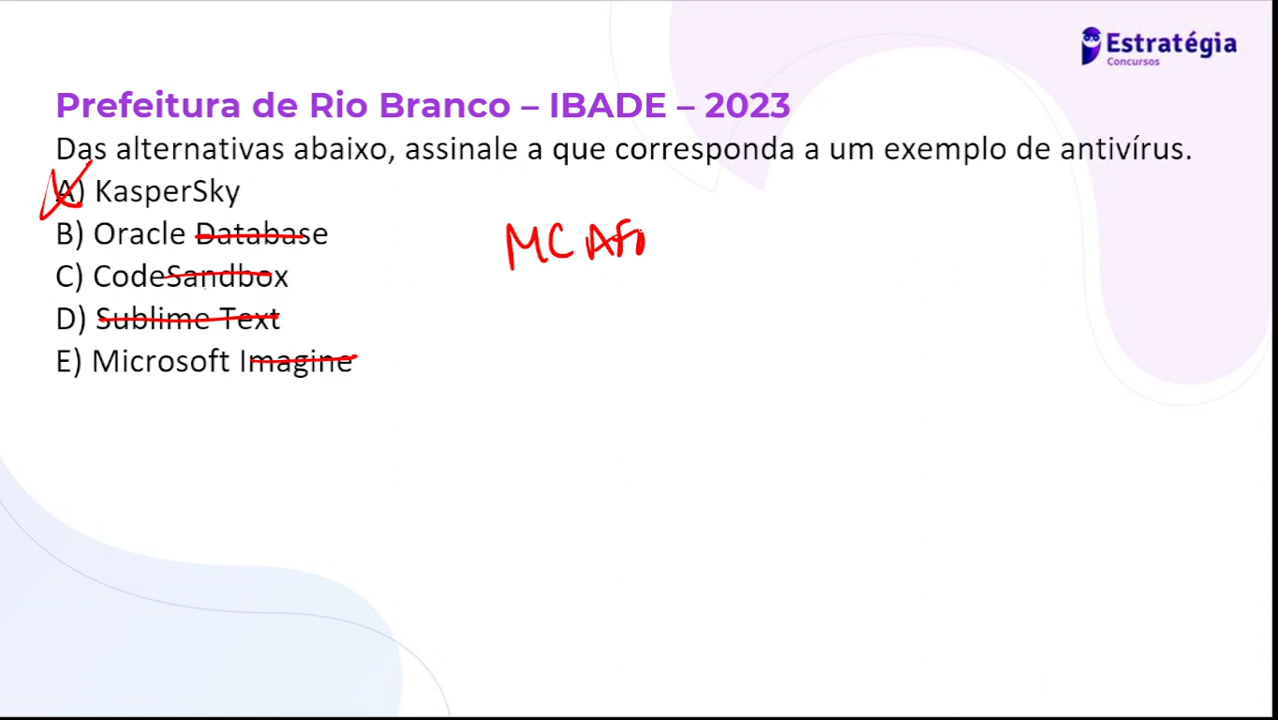 Estratégia
Concursos
Prefeitura de Rio Branco – IBADE – 2023
Das alternativas abaixo, assinale a que corresponda a um exemplo de antivírus.
A) KasperSky
B) Oracle Database
C) CodeSandbox
D) Sublime Text
E) Microsoft Imagine
MC